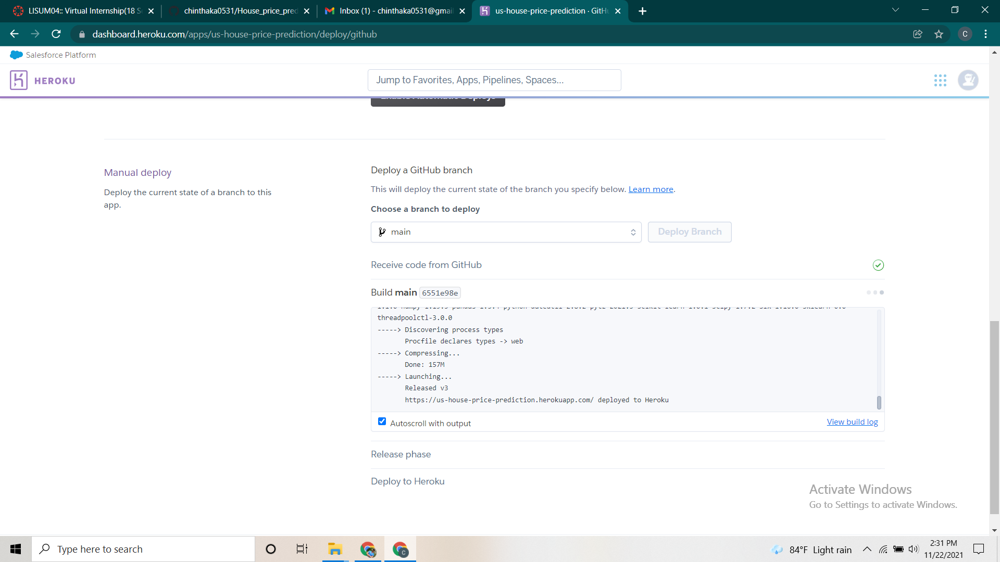 LISUM04:: Virtual Internship(18 S
chinthaka0531/House_price_pred
Inbox (1) - chinthaka0531@gmai
us-house-price-prediction · GitH
dashboard.heroku.com/apps/us-house-price-prediction/deploy/github
C
Salesforce Platform
HEROKU
Jump to Favorites, Apps, Pipelines, Spaces...
Enable Automatic Deploys
Manual deploy
Deploy the current state of a branch to this
app.
Deploy a GitHub branch
This will deploy the current state of the branch you specify below. Learn more.
Choose a branch to deploy
main
Deploy Branch
Receive code from GitHub
Build main 6551e98e
threadpoolctl-3.0.0
-----> Discovering process types
Procfile declares types -> web
-----> Compressing...
Done: 157M
-----> Launching...
Released v3
https://us-house-price-prediction.herokuapp.com/ deployed to Heroku
Autoscroll with output
View build log
Release phase
Deploy to Heroku
Activate Windows
Go to Settings to activate Windows.
Type here to search
84°F Light rain
2:31 PM
11/22/2021